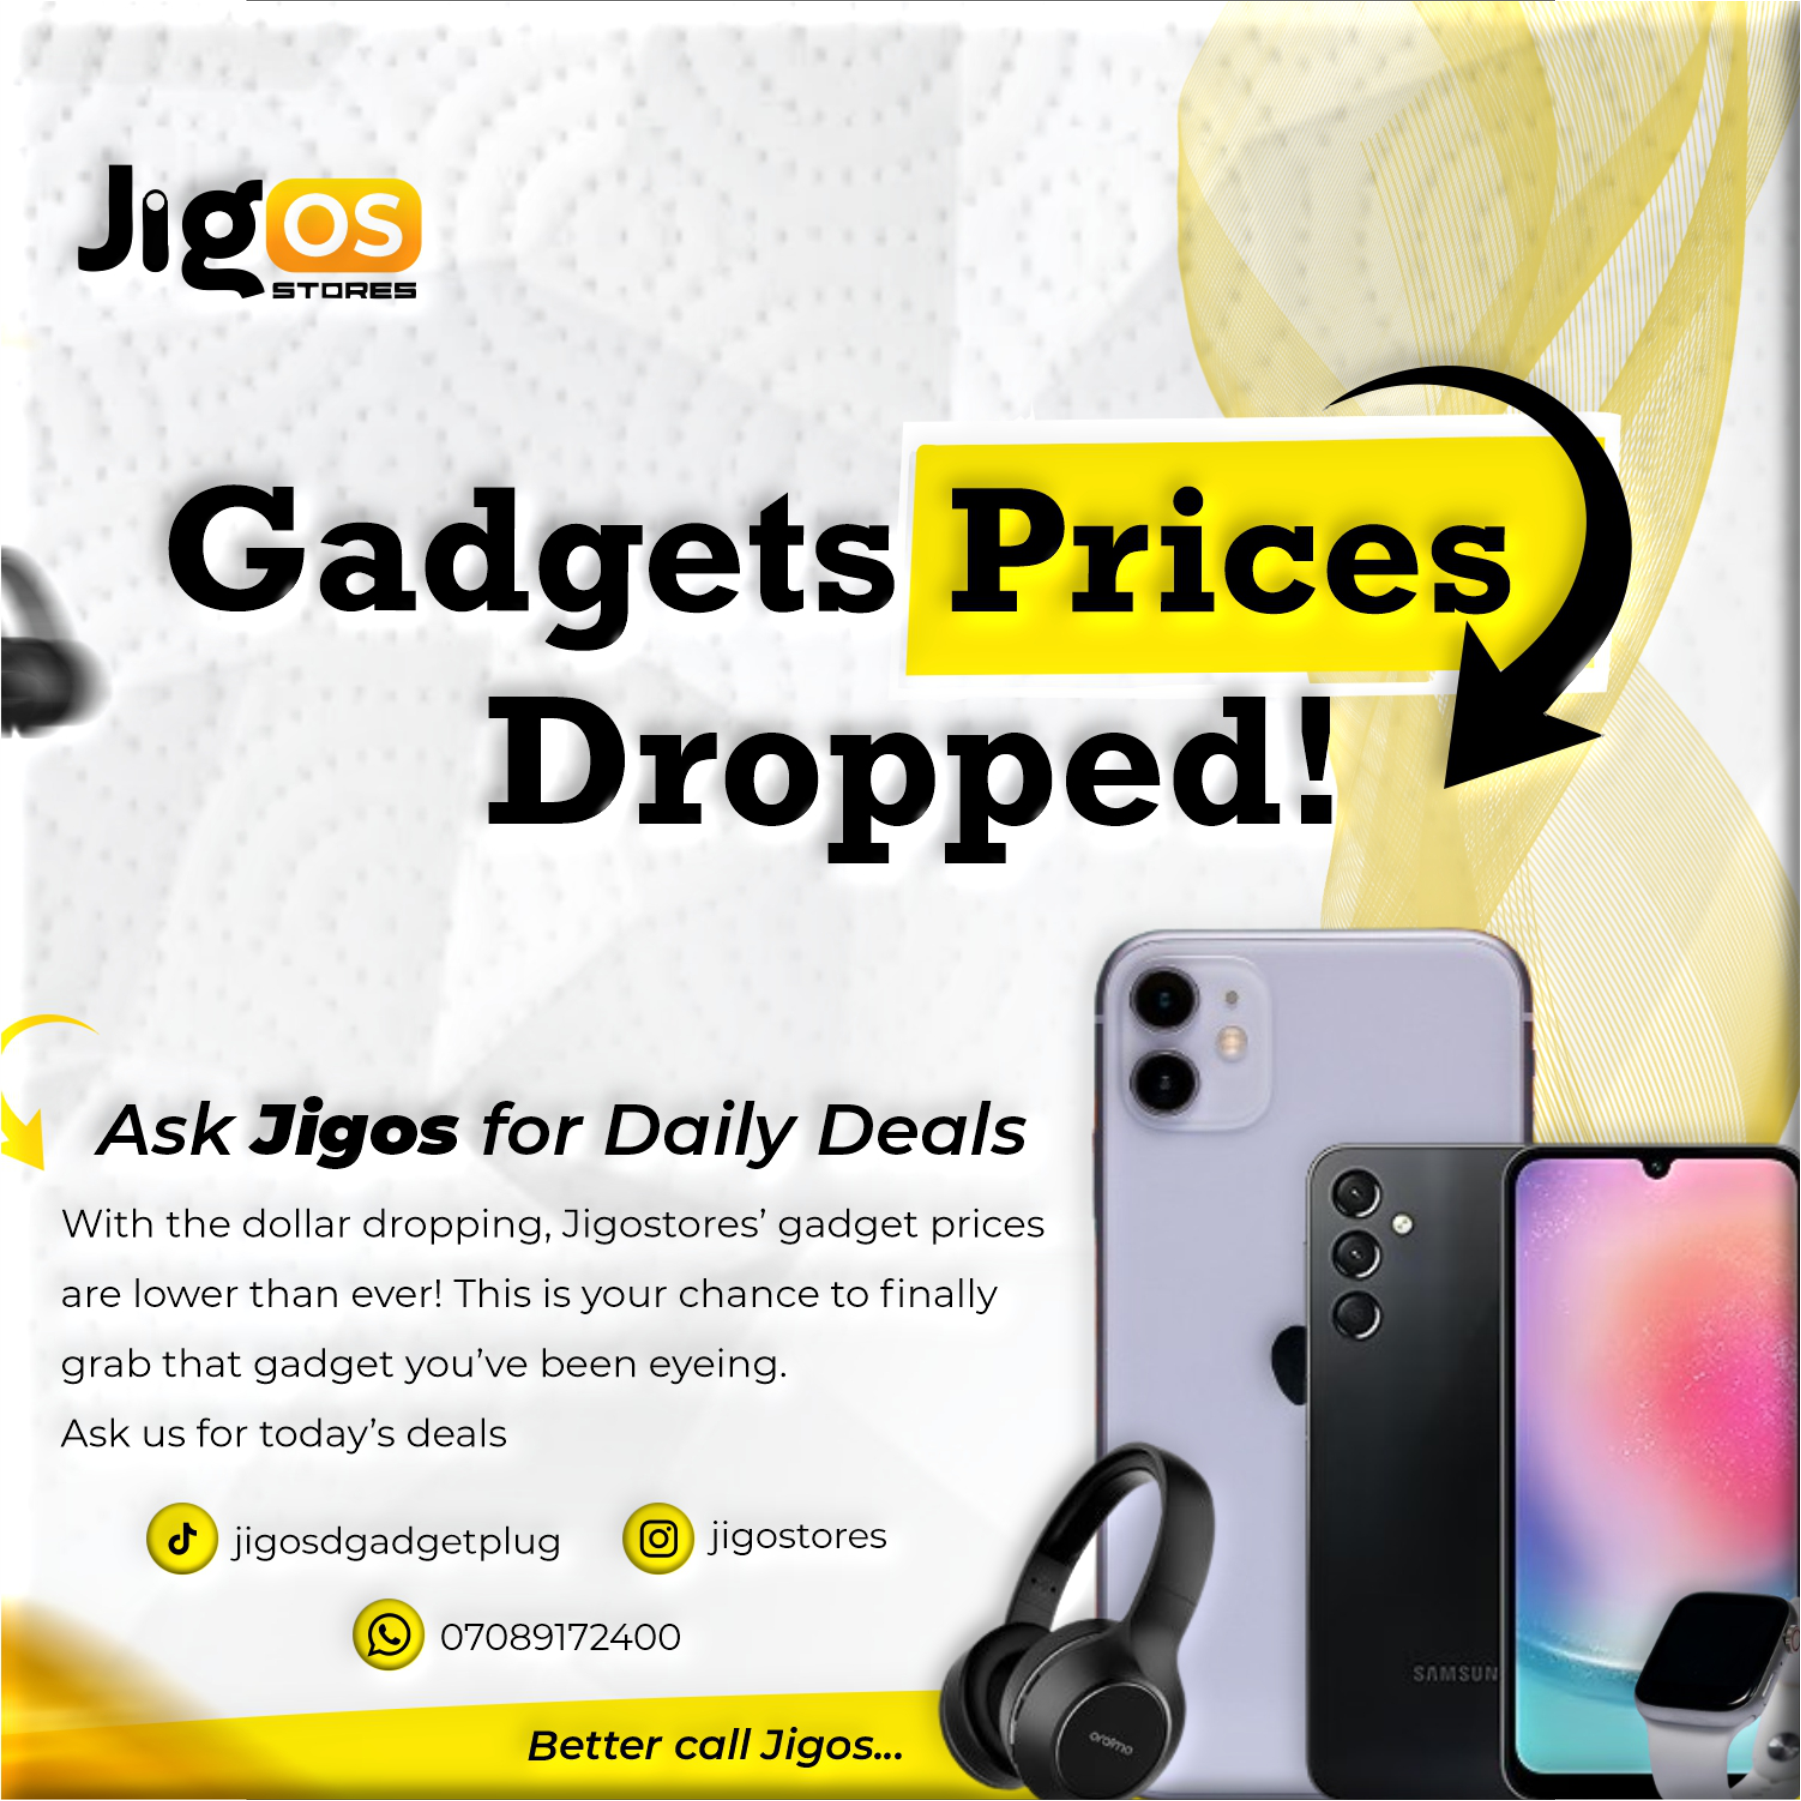 Jigos
STORES
Gadgets Prices
Dropped!
Ask Jigos for Daily Deals
With the dollar dropping, Jigostores’ gadget prices
are lower than ever! This is your chance to finally
grab that gadget you’ve been eyeing.
Ask us for today’s deals
jigosdgadgetplug
jigostores
07089172400
Better call Jigos...
oraimo
SAMSUN